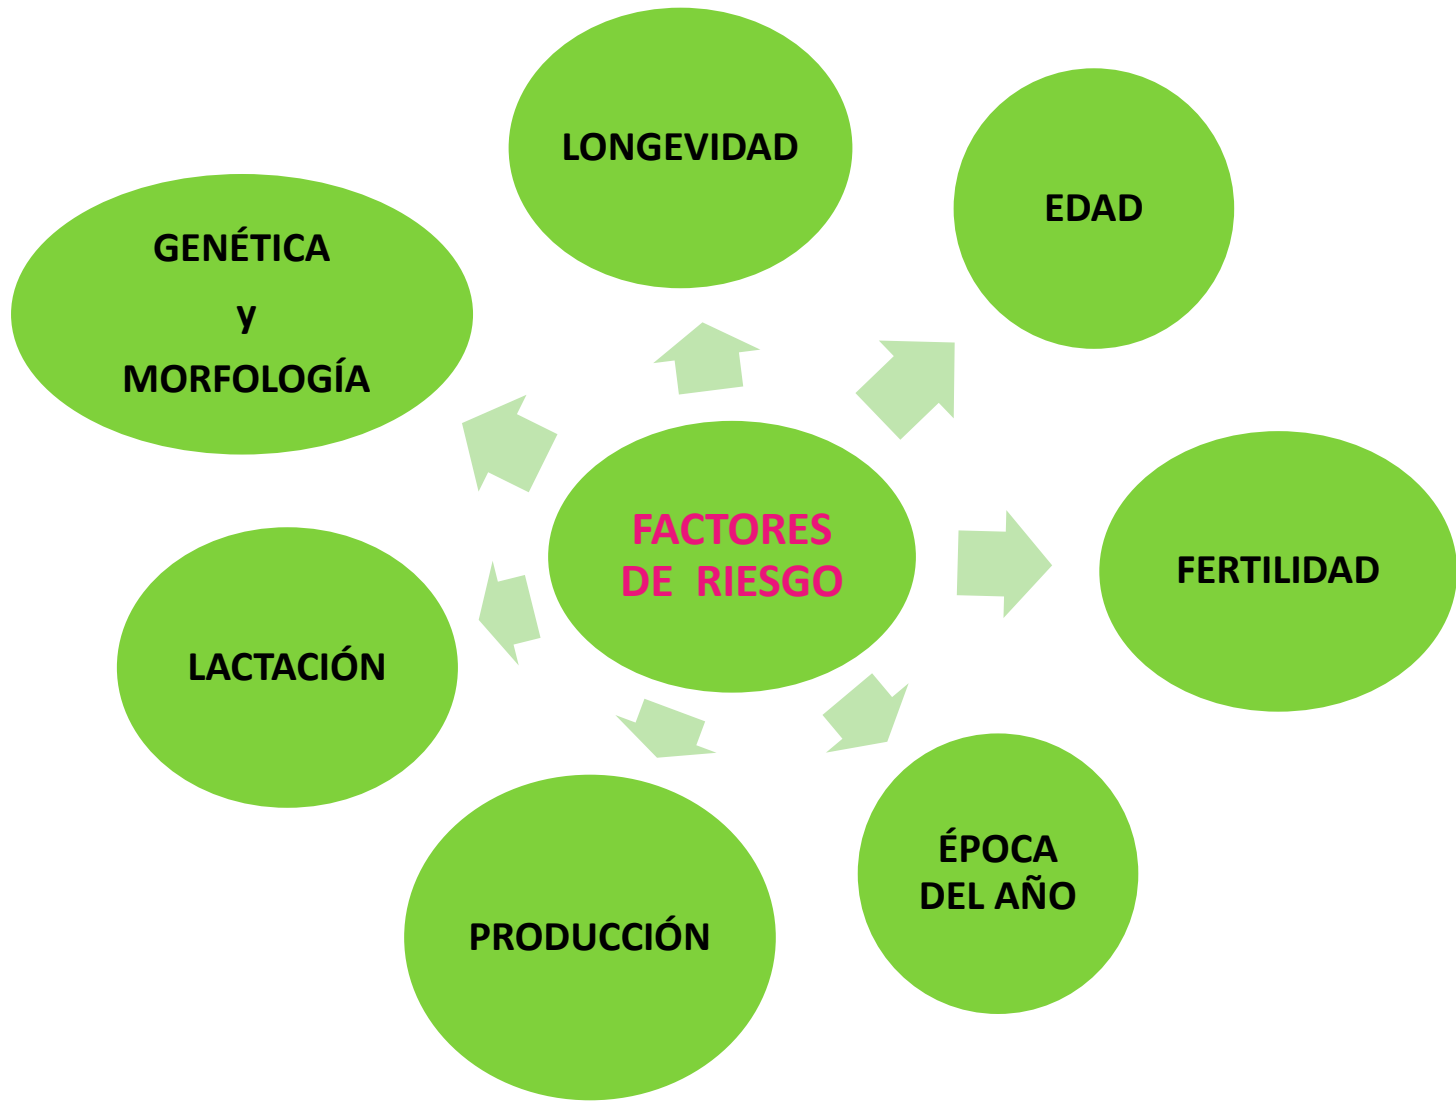 LONGEVIDAD
EDAD
GENÉTICA
y
MORFOLOGÍA
FACTORES
DE RIESGO
FERTILIDAD
LACTACIÓN
ÉPOCA
DEL AÑO
PRODUCCIÓN